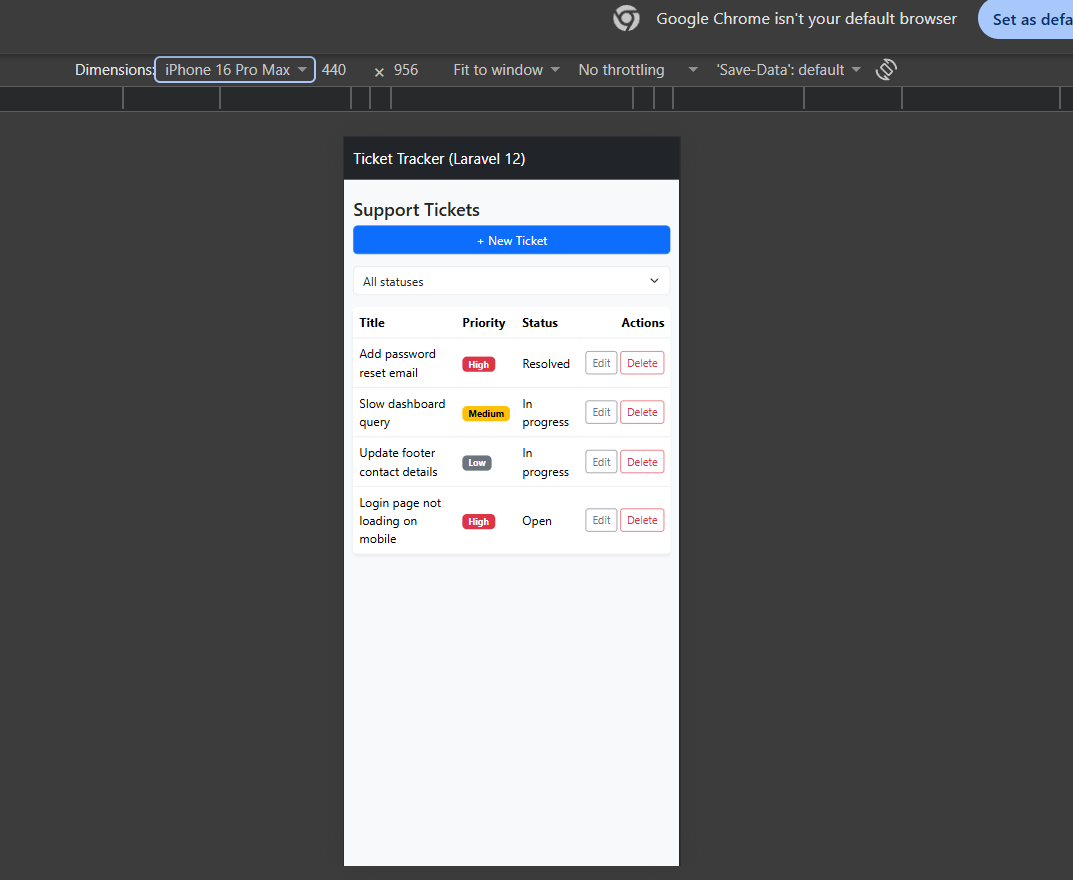 Google Chrome isn't your default browser
Set as defa
Dimensions: iPhone 16 Pro Max 440 × 956 Fit to window No throttling 'Save-Data': default
Ticket Tracker (Laravel 12)
Support Tickets
+ New Ticket
All statuses
Title Priority Status Actions
Add password
reset email
High Resolved Edit Delete
Slow dashboard
query
Medium
In
progress
Edit Delete
Update footer
contact details
Low
In
progress
Edit Delete
Login page not
loading on
mobile
High Open Edit Delete